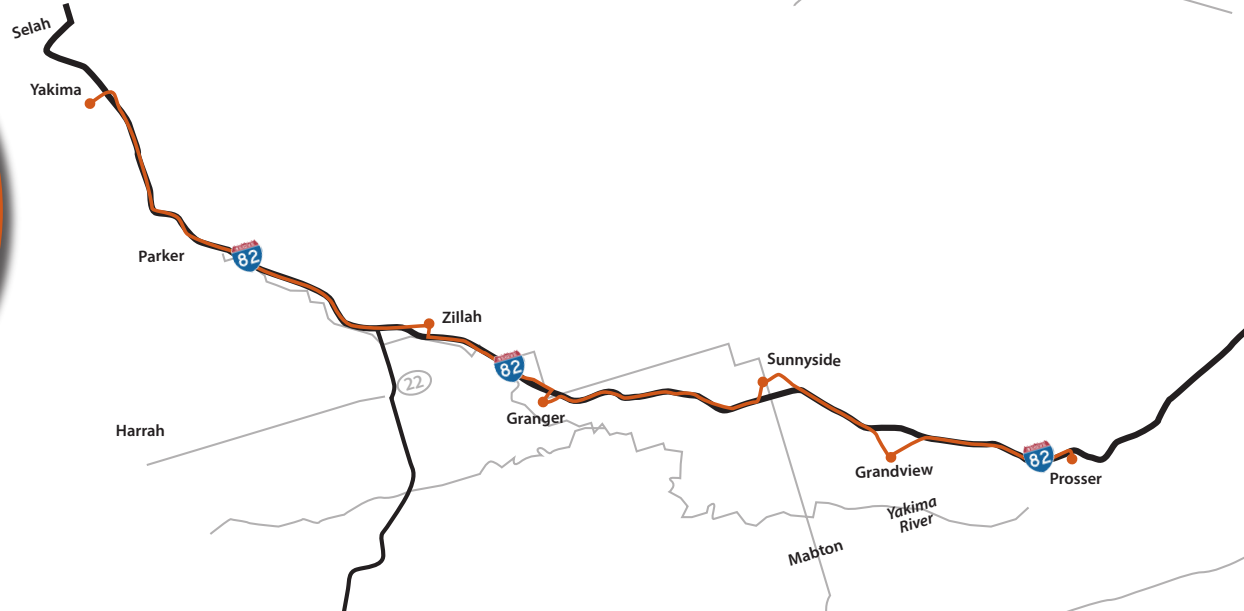 Selah
Yakima
Parker
82
Zillah
82
22
Sunnyside
Granger
Harrah
Grandview
82
Prosser
Yakima
River
Mabton